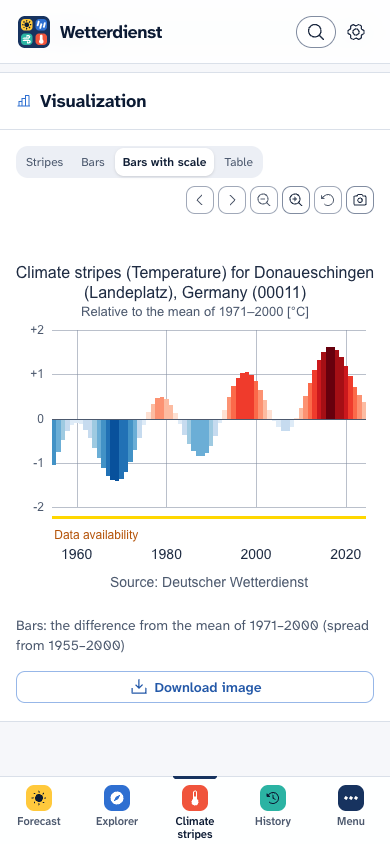 Wetterdienst
Visualization
Stripes Bars Bars with scale Table
Climate stripes (Temperature) for Donaueschingen
(Landeplatz), Germany (00011)
Relative to the mean of 1971–2000 [°C]
+2
+1
0
-1
-2
Data availability
1960 1980 2000 2020
Source: Deutscher Wetterdienst
Bars: the difference from the mean of 1971–2000 (spread
from 1955–2000)
Download image
Forecast Explorer Climate stripes History Menu